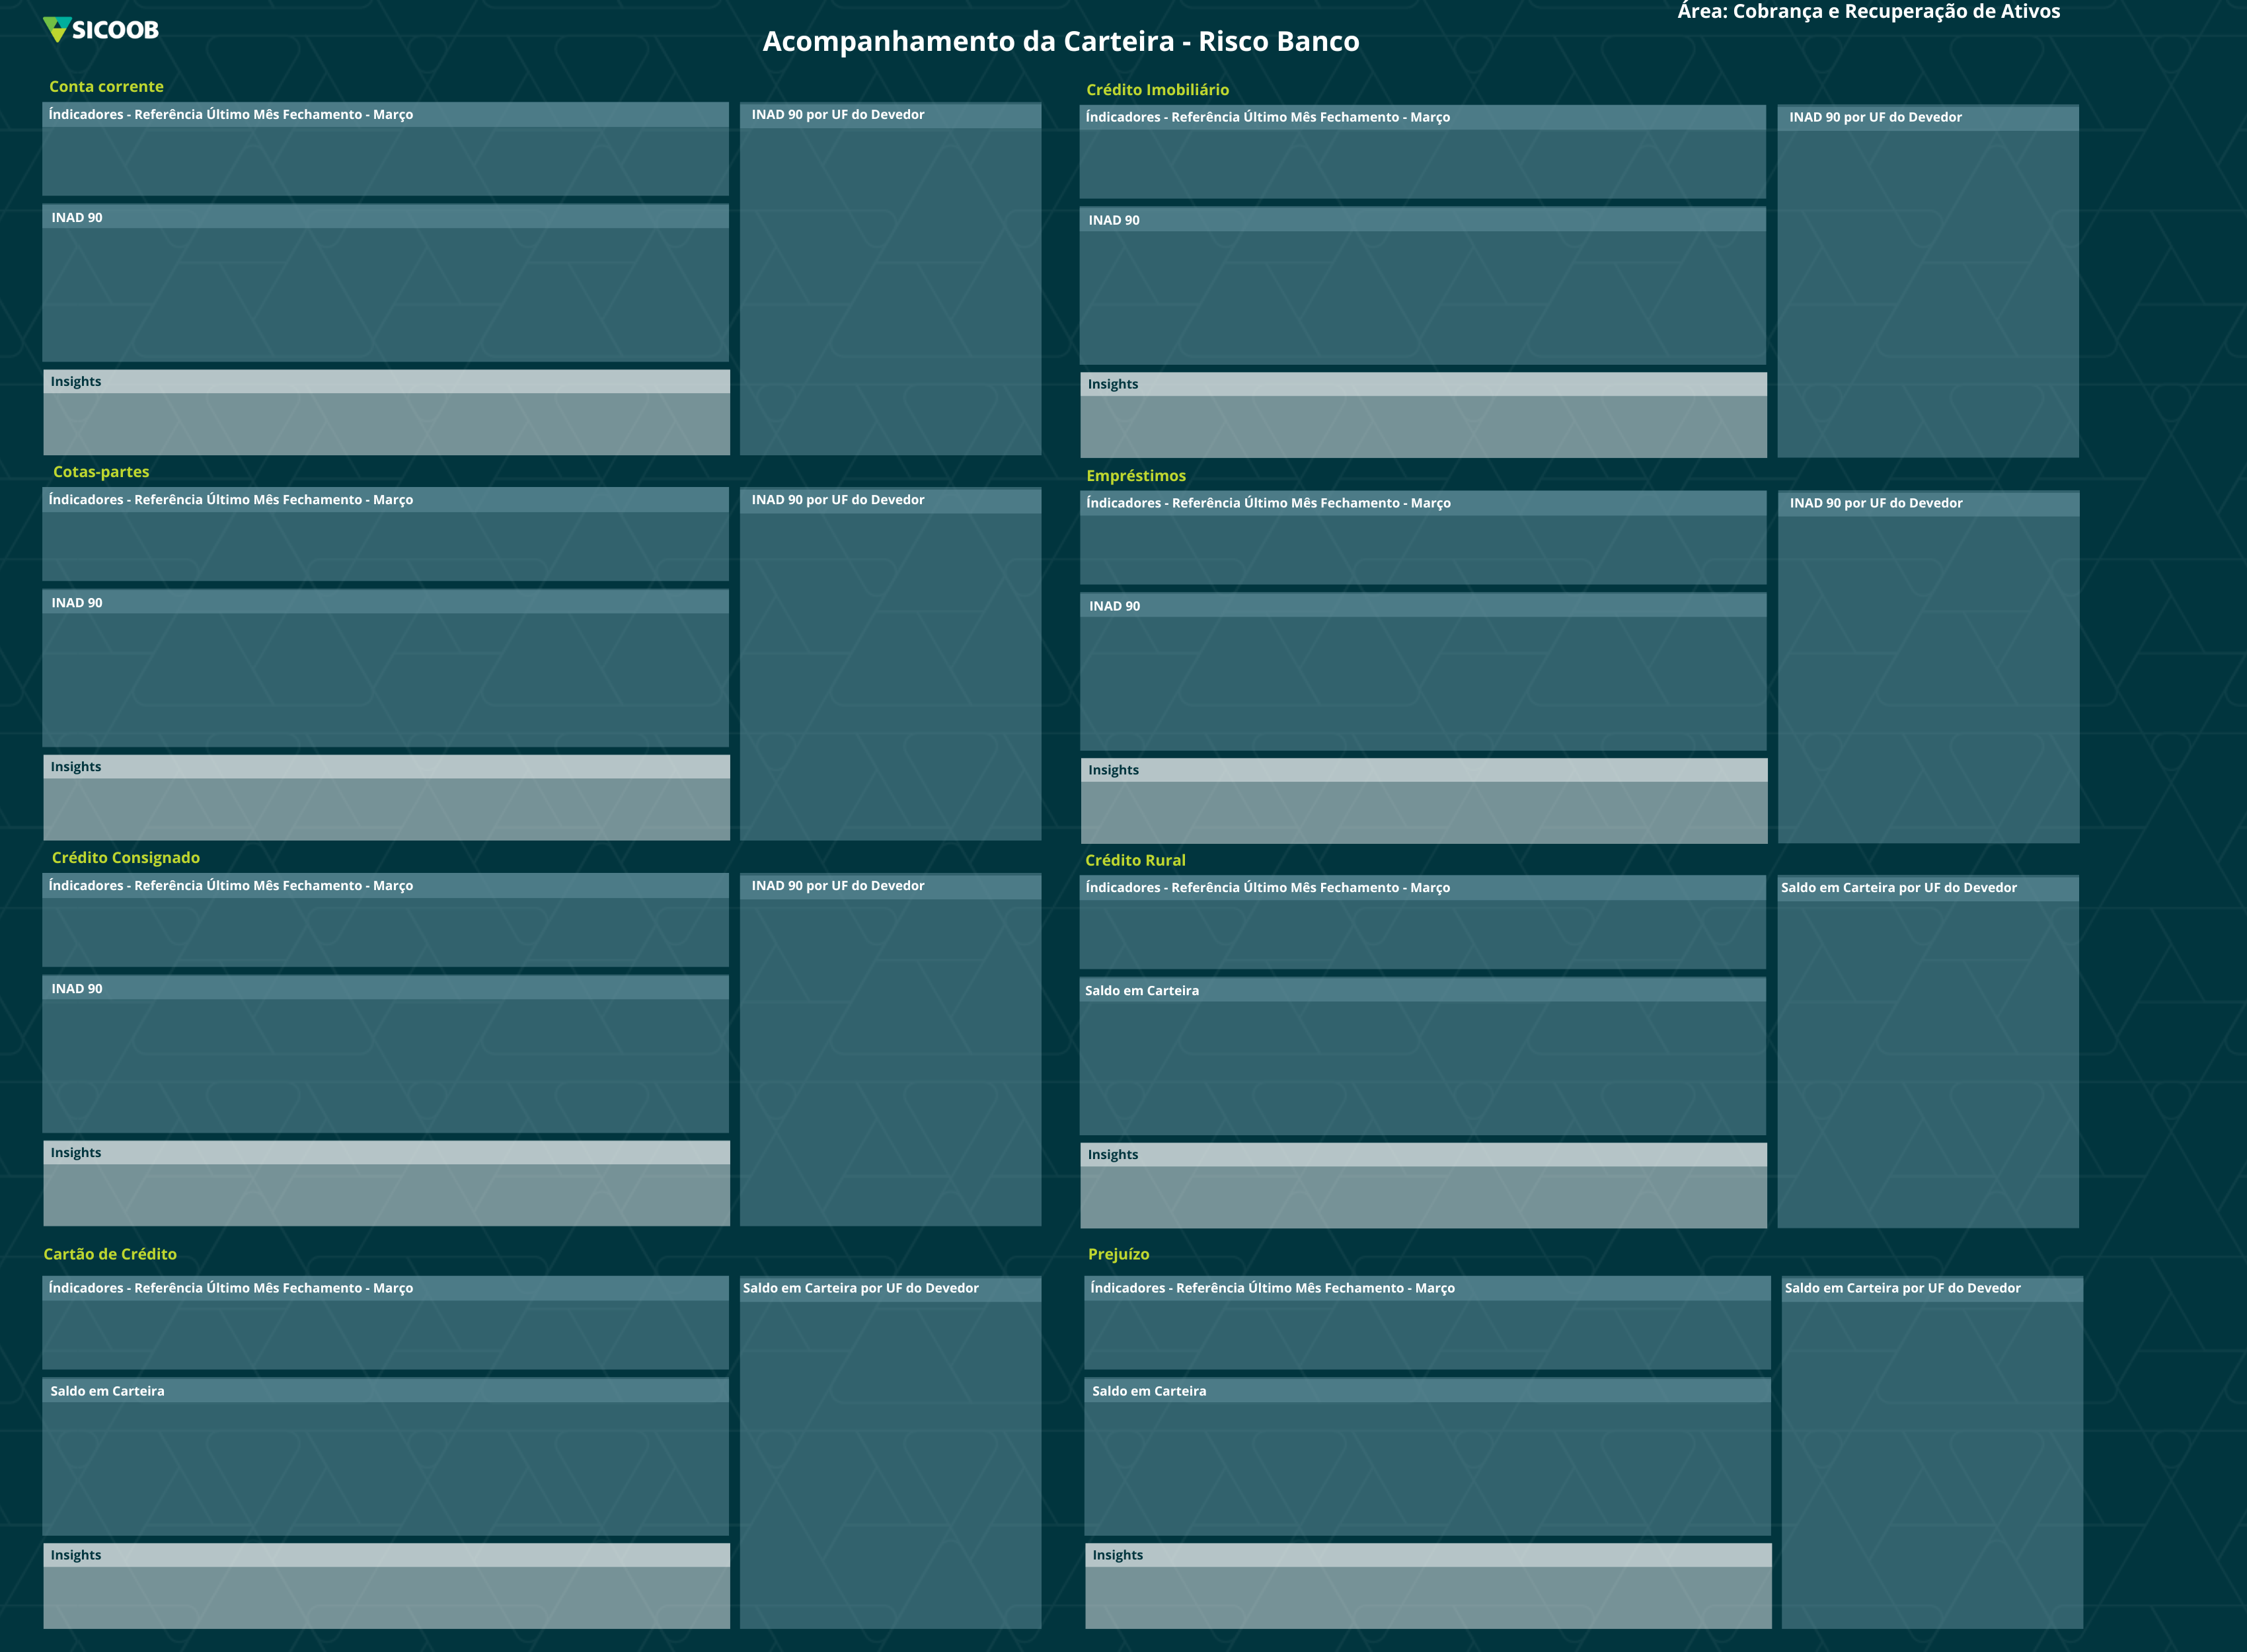 SICOOB
Área: Cobrança e Recuperação de Ativos
Acompanhamento da Carteira - Risco Banco
Conta corrente
Índicadores - Referência Último Mês Fechamento - Março
INAD 90 por UF do Devedor
INAD 90
Insights
Crédito Imobiliário
Índicadores - Referência Último Mês Fechamento - Março
INAD 90 por UF do Devedor
INAD 90
Insights
Cotas-partes
Índicadores - Referência Último Mês Fechamento - Março
INAD 90 por UF do Devedor
INAD 90
Insights
Empréstimos
Índicadores - Referência Último Mês Fechamento - Março
INAD 90 por UF do Devedor
INAD 90
Insights
Crédito Consignado
Índicadores - Referência Último Mês Fechamento - Março
INAD 90 por UF do Devedor
INAD 90
Insights
Crédito Rural
Índicadores - Referência Último Mês Fechamento - Março
Saldo em Carteira por UF do Devedor
Saldo em Carteira
Insights
Cartão de Crédito
Índicadores - Referência Último Mês Fechamento - Março
Saldo em Carteira por UF do Devedor
Saldo em Carteira
Insights
Prejuízo
Índicadores - Referência Último Mês Fechamento - Março
Saldo em Carteira por UF do Devedor
Saldo em Carteira
Insights